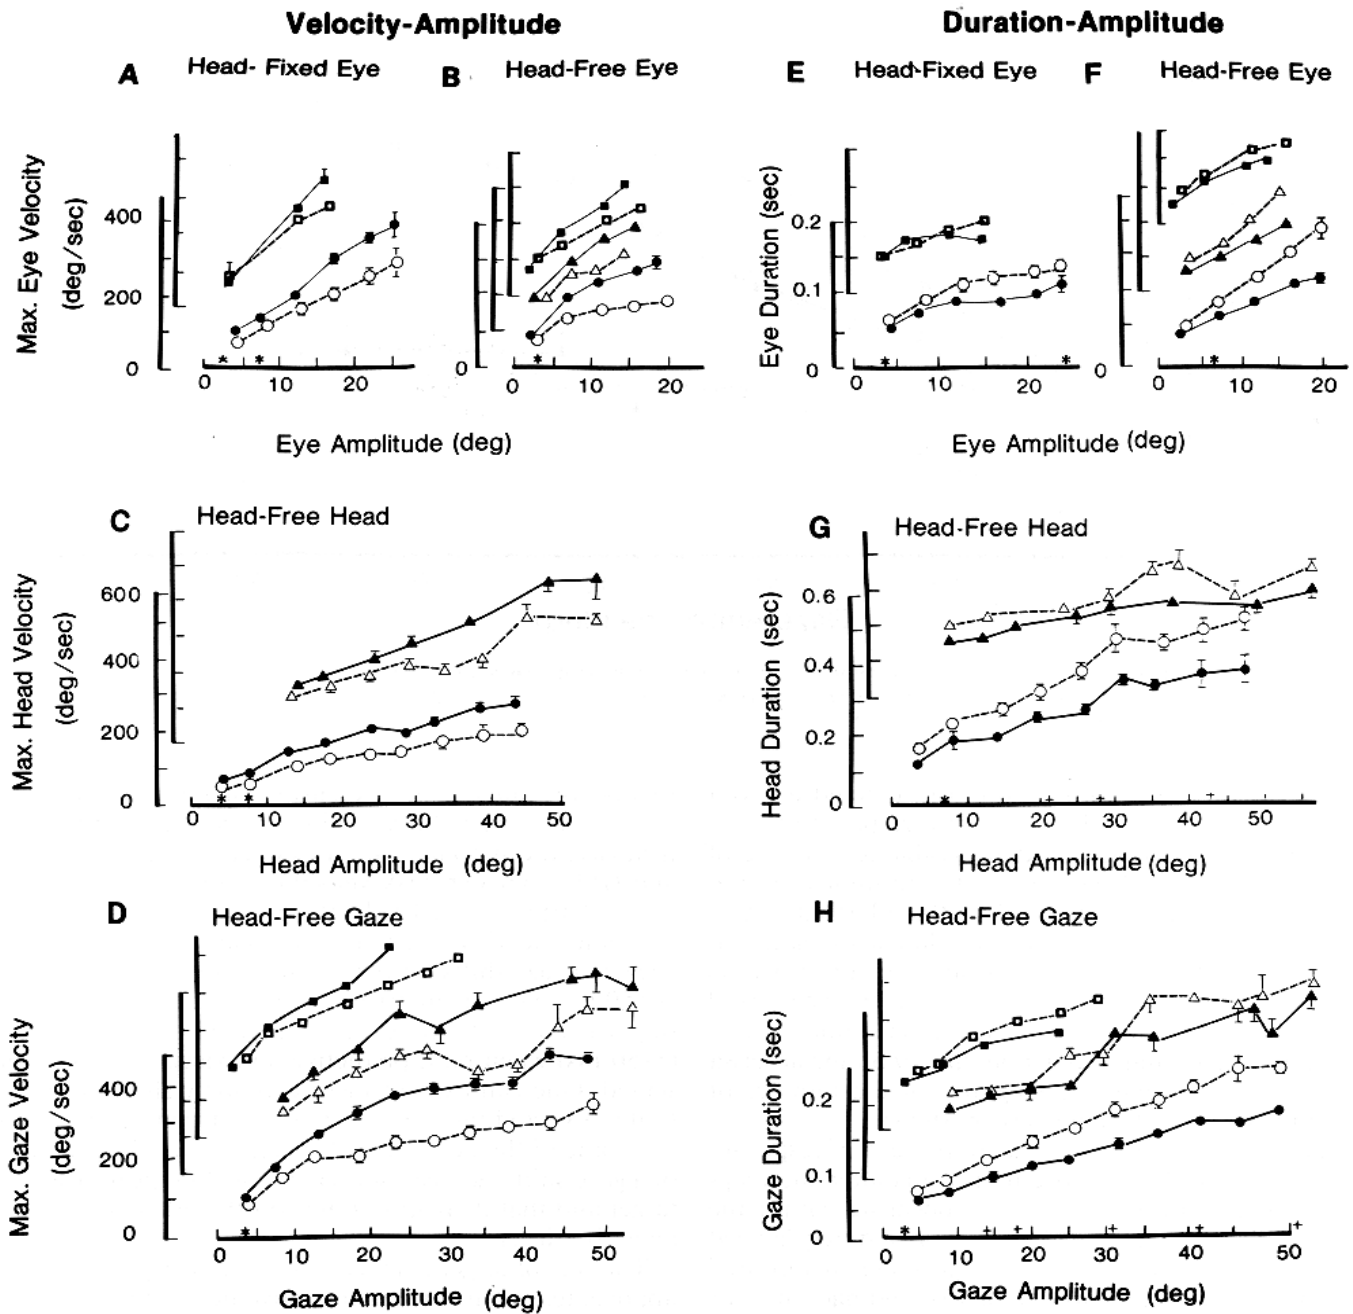 Velocity-Amplitude
Duration-Amplitude
A Head- Fixed Eye
B Head-Free Eye
E Head-Fixed Eye
F Head-Free Eye
Max. Eye Velocity
(deg/sec)
400
200
0
0
* *
*
0 10 20
0 10 20
Eye Amplitude (deg)
Eye Duration (sec)
0.2
0.1
0
0
* *
*
0 10 20
0 10 20
Eye Amplitude (deg)
C Head-Free Head
Max. Head Velocity
(deg/sec)
600
400
200
0
* *
0 10 20 30 40 50
Head Amplitude (deg)
G Head-Free Head
Head Duration (sec)
0.6
0.4
0.2
0
* + + +
0 10 20 30 40 50
Head Amplitude (deg)
D Head-Free Gaze
Max. Gaze Velocity
(deg/sec)
400
200
0
*
0 10 20 30 40 50
Gaze Amplitude (deg)
H Head-Free Gaze
Gaze Duration (sec)
0.2
0.1
0
* + + + + +
0 10 20 30 40 50
Gaze Amplitude (deg)